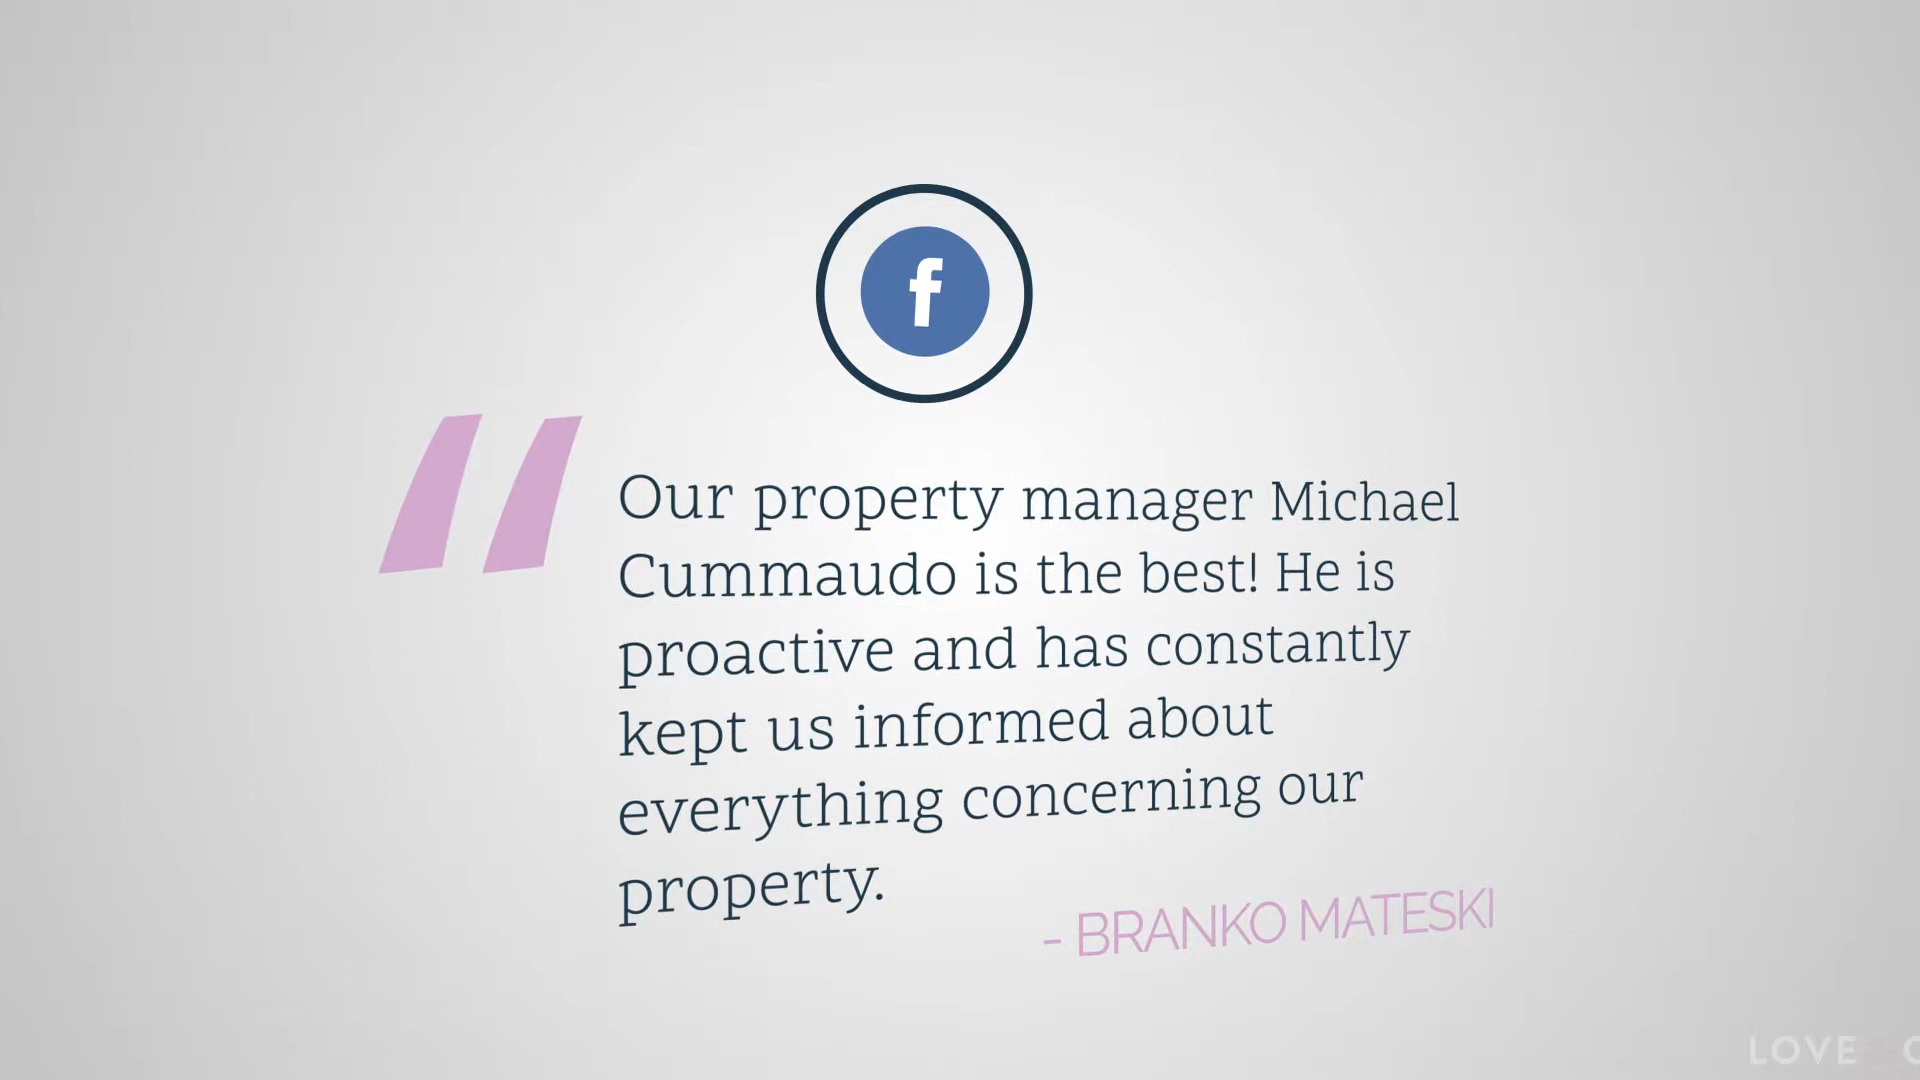 f
Our property manager Michael
Cummaudo is the best! He is
proactive and has constantly
kept us informed about
everything concerning our
property.
- BRANKO MATESKI
LOVE